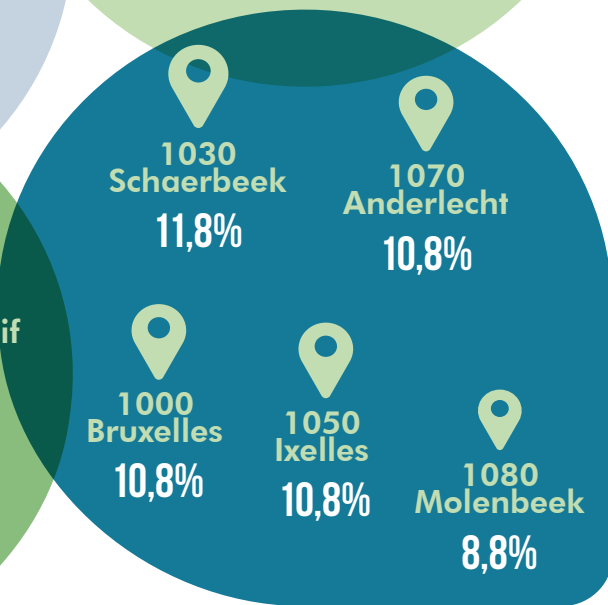 1030
Schaerbeek
11,8%
1070
Anderlecht
10,8%
if
1000
Bruxelles
10,8%
1050
Ixelles
10,8%
1080
Molenbeek
8,8%